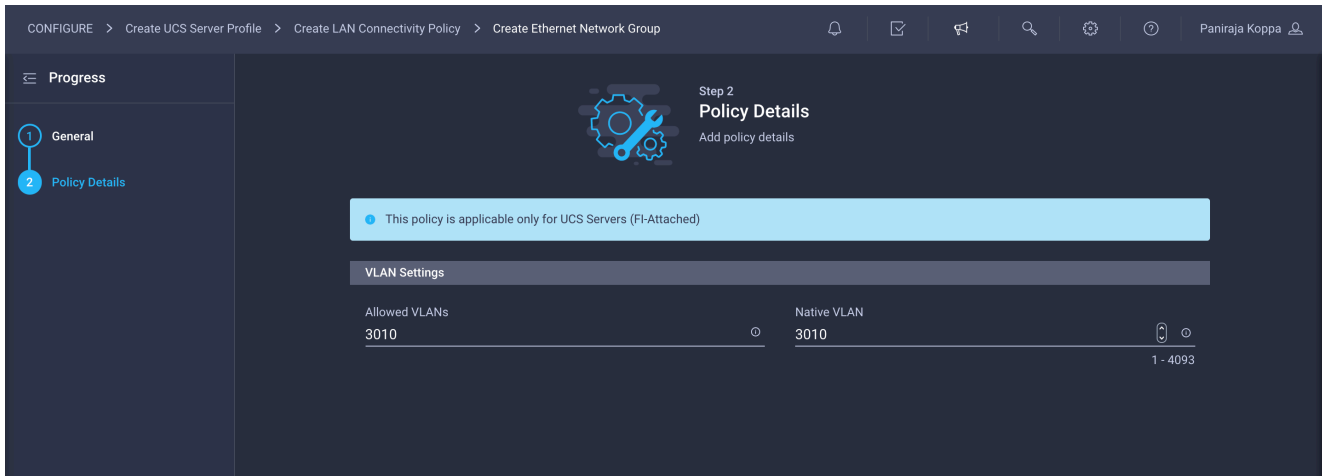 CONFIGURE > Create UCS Server Profile > Create LAN Connectivity Policy > Create Ethernet Network Group
Paniraja Koppa
Progress
1 General
2 Policy Details
Step 2
Policy Details
Add policy details
This policy is applicable only for UCS Servers (FI-Attached)
VLAN Settings
Allowed VLANs
3010
Native VLAN
3010
1 - 4093